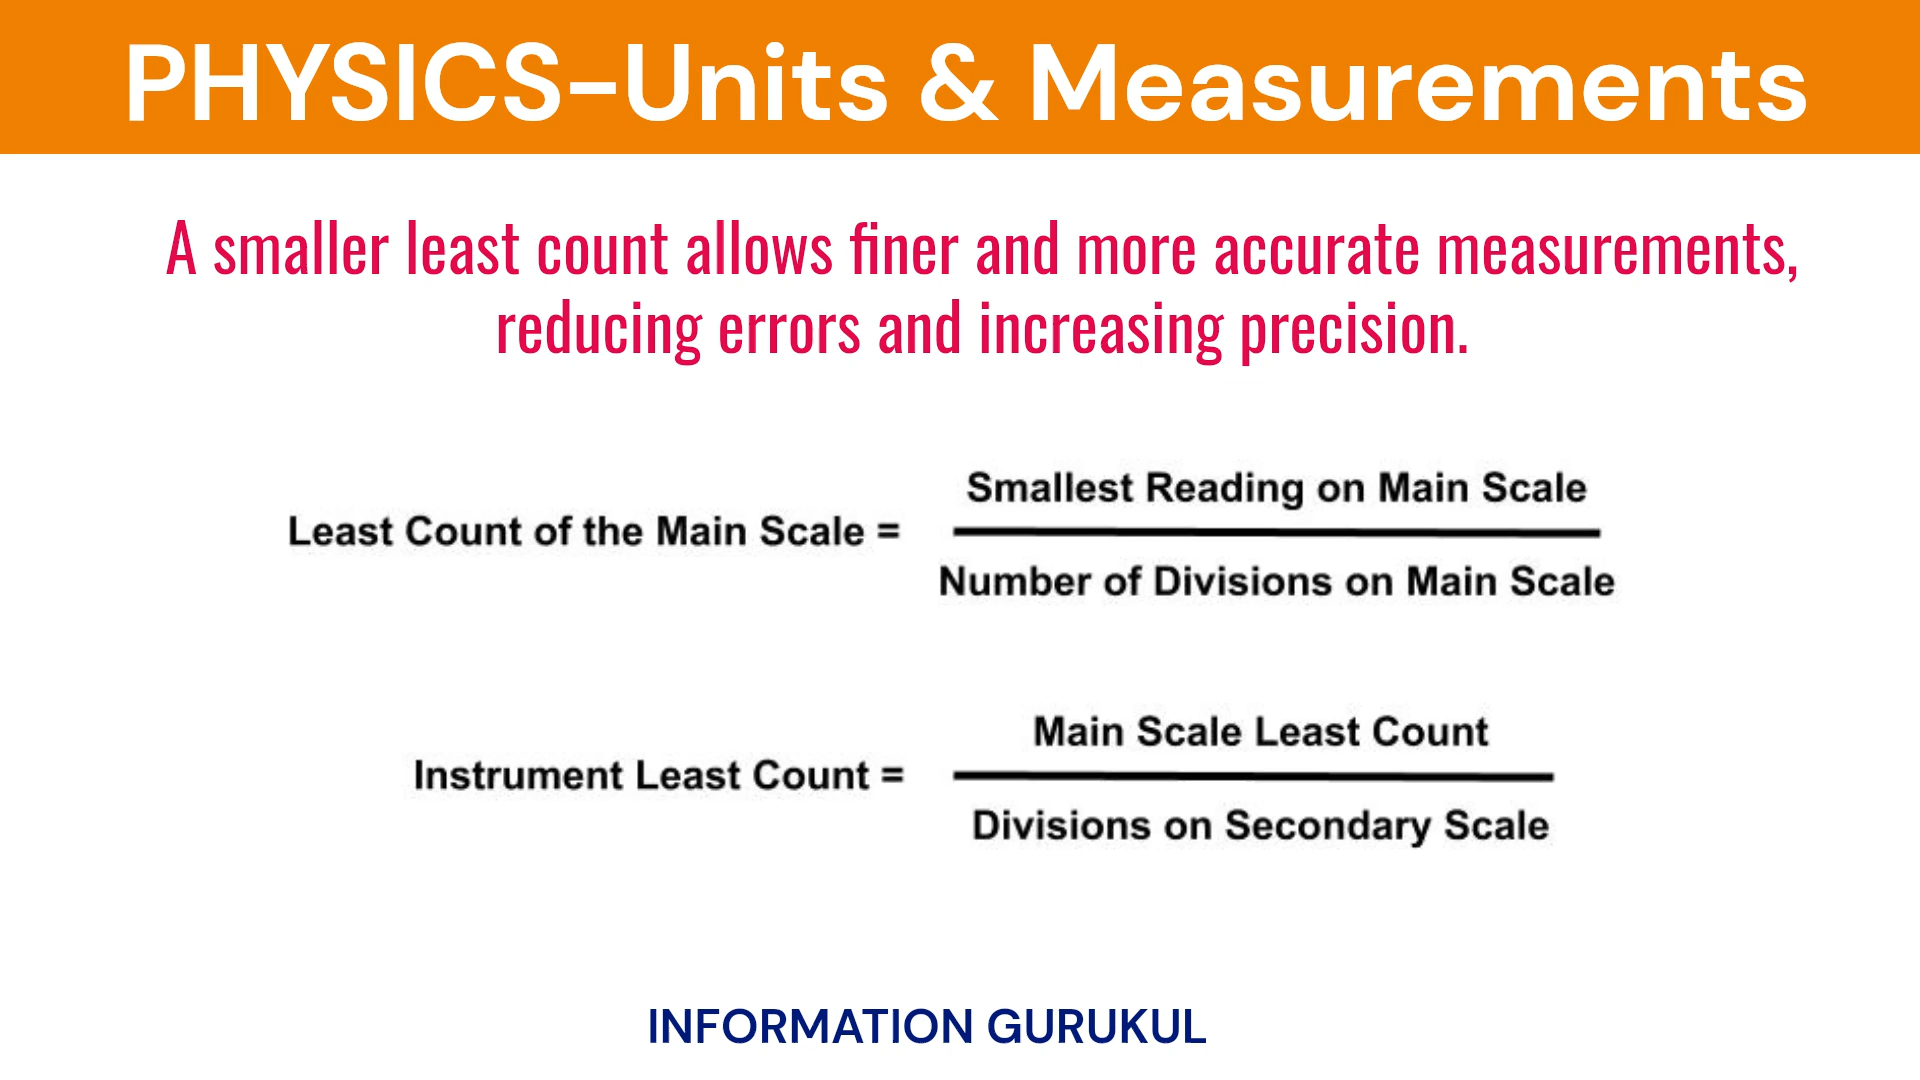 PHYSICS-Units & Measurements
A smaller least count allows finer and more accurate measurements,
reducing errors and increasing precision.
Least Count of the Main Scale =
Smallest Reading on Main Scale
Number of Divisions on Main Scale
Instrument Least Count =
Main Scale Least Count
Divisions on Secondary Scale
INFORMATION GURUKUL